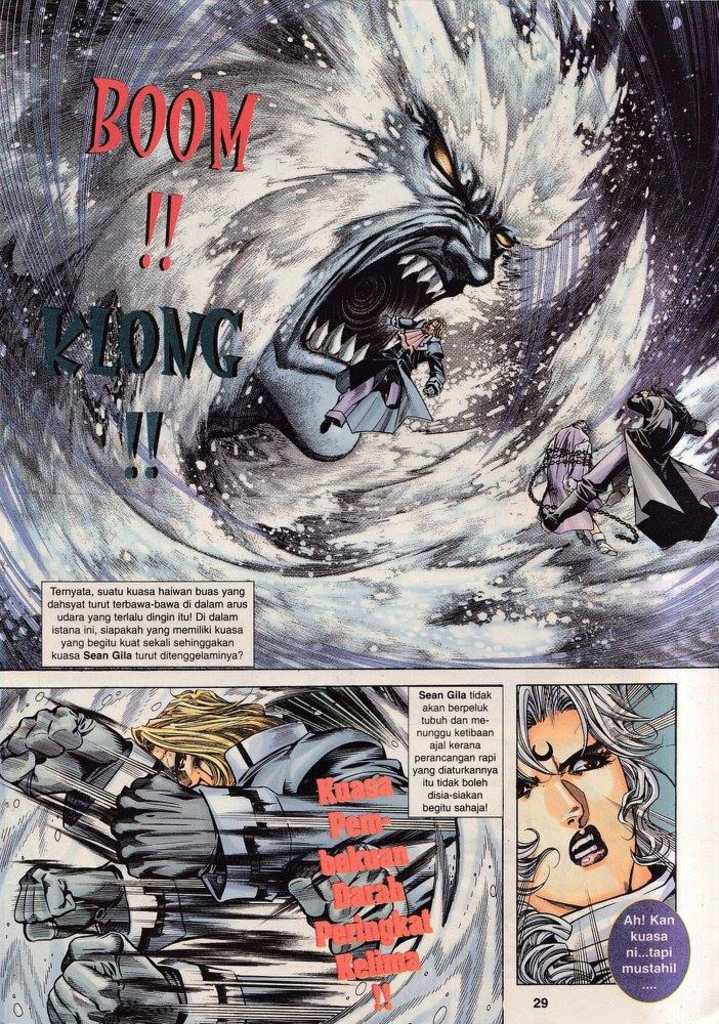 BOOM
!!
KLONG
!!
Ternyata, suatu kuasa haiwan buas yang
dahsyat turut terbawa-bawa di dalam arus
udara yang terlalu dingin itu! Di dalam
istana ini, siapakah yang memiliki kuasa
yang begitu kuat sekali sehinggakan
kuasa Sean Gila turut ditenggelaminya?
Sean Gila tidak
akan berpeluk
tubuh dan me-
nunggu ketibaan
ajal kerana
perancangan rapi
yang diaturkannya
itu tidak boleh
disia-siakan
begitu sahaja!
Kuasa
Pem-
bekuan
Darah
Peringkat
Kelima
!!
Ah! Kan
kuasa
ni...tapi
mustahil
....
29